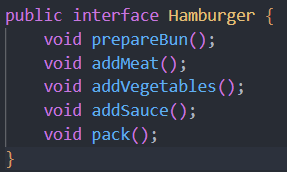 public interface Hamburger {
    void prepareBun();
    void addMeat();
    void addVegetables();
    void addSauce();
    void pack();
}